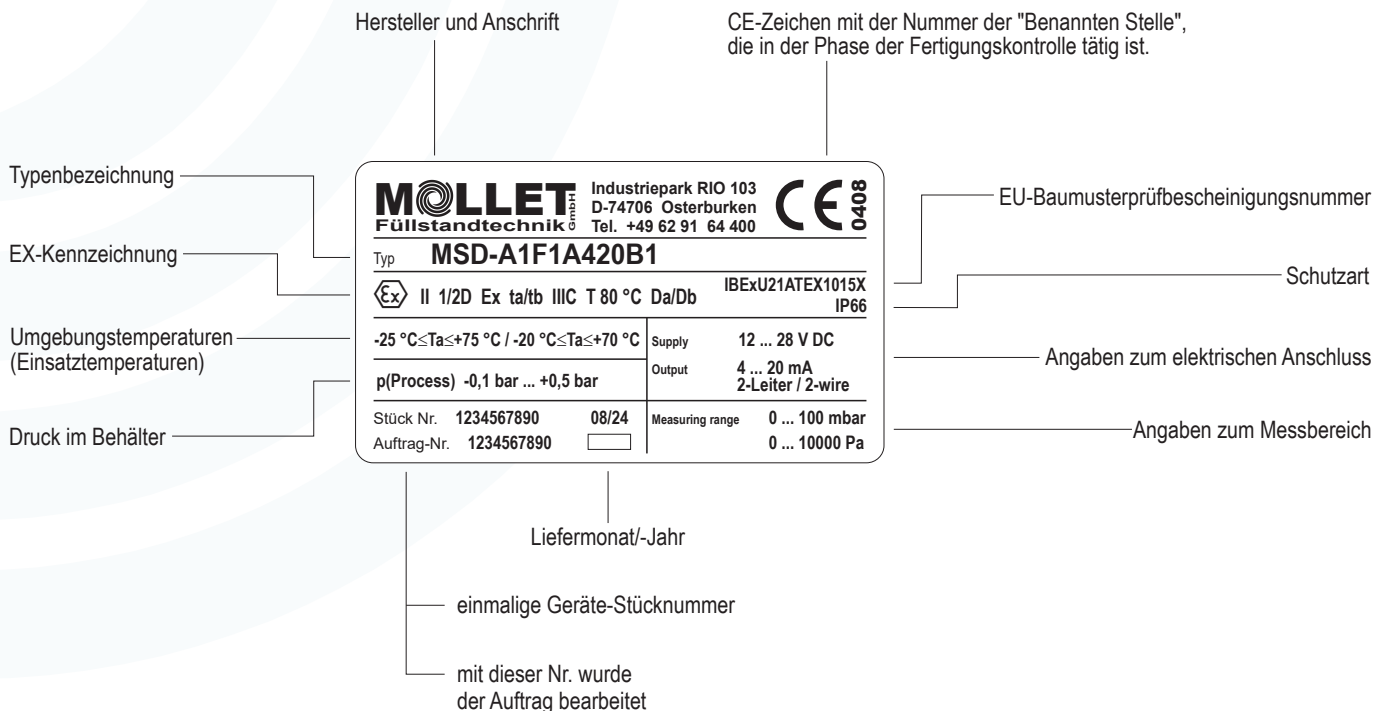 Hersteller und Anschrift
CE-Zeichen mit der Nummer der "Benannten Stelle",
die in der Phase der Fertigungskontrolle tätig ist.
Typenbezeichnung
EX-Kennzeichnung
Umgebungstemperaturen
(Einsatztemperaturen)
Druck im Behälter
MOLLET
Füllstandtechnik GmbH
Industriepark RIO 103
D-74706 Osterburken
Tel. +49 62 91 64 400
CE 0408
Typ MSD-A1F1A420B1
Ex II 1/2D Ex ta/tb IIIC T 80 °C Da/Db
IBExU21ATEX1015X
IP66
-25 °C≤Ta≤+75 °C / -20 °C≤Ta≤+70 °C
p(Process) -0,1 bar ... +0,5 bar
Supply 12 ... 28 V DC
Output 4 ... 20 mA
2-Leiter / 2-wire
Stück Nr. 1234567890 08/24
Auftrag-Nr. 1234567890
Measuring range 0 ... 100 mbar
0 ... 10000 Pa
EU-Baumusterprüfbescheinigungsnummer
Schutzart
Angaben zum elektrischen Anschluss
Angaben zum Messbereich
Liefermonat/-Jahr
einmalige Geräte-Stücknummer
mit dieser Nr. wurde
der Auftrag bearbeitet